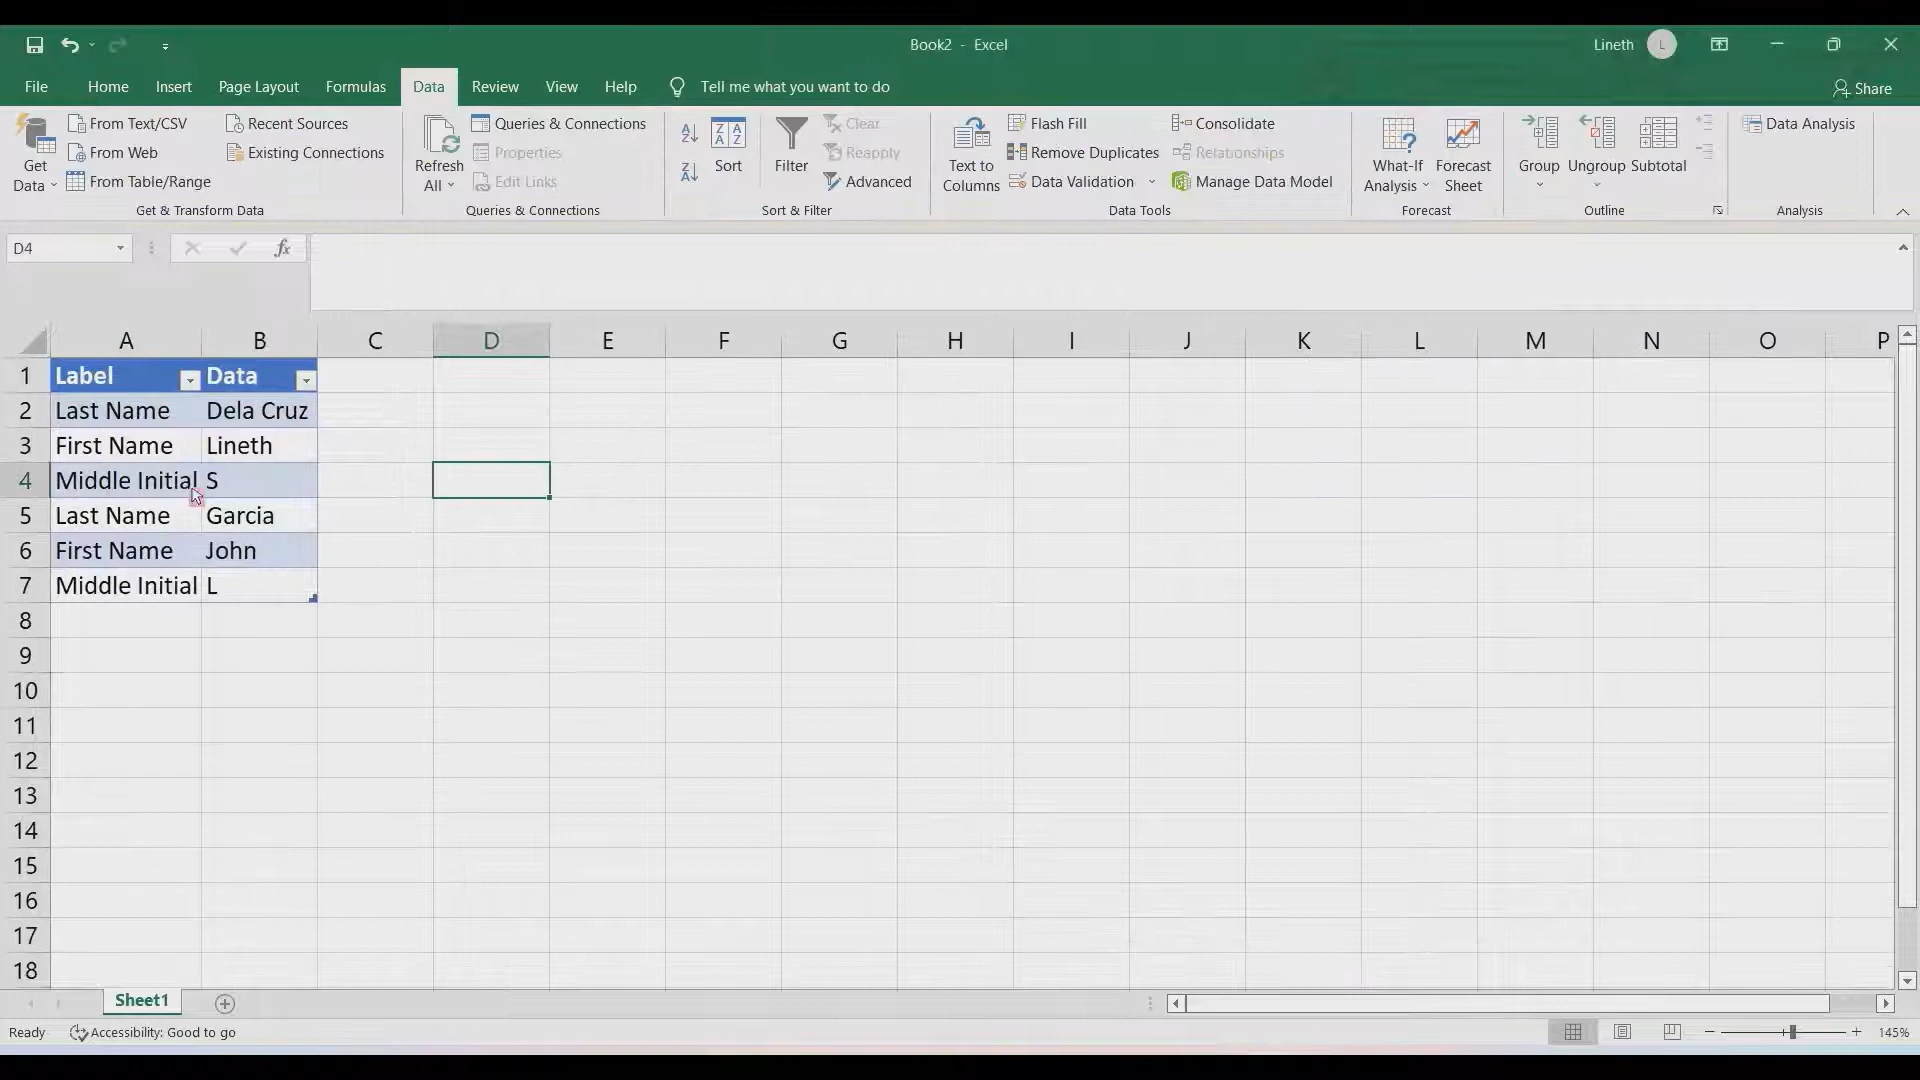 Book2 - Excel
Lineth L
File Home Insert Page Layout Formulas Data Review View Help Tell me what you want to do Share
Get Data
From Text/CSV
From Web
From Table/Range
Recent Sources
Existing Connections
Get & Transform Data
Refresh All
Queries & Connections
Properties
Edit Links
Queries & Connections
Sort
Filter
Clear
Reapply
Advanced
Sort & Filter
Text to Columns
Flash Fill
Remove Duplicates
Data Validation
Consolidate
Relationships
Manage Data Model
Data Tools
What-If Analysis
Forecast Sheet
Forecast
Group
Ungroup
Subtotal
Outline
Data Analysis
Analysis
D4 fx
A B C D E F G H I J K L M N O P
1 Label Data
2 Last Name Dela Cruz
3 First Name Lineth
4 Middle Initial S
5 Last Name Garcia
6 First Name John
7 Middle Initial L
8
9
10
11
12
13
14
15
16
17
18
Sheet1
Ready Accessibility: Good to go 145%